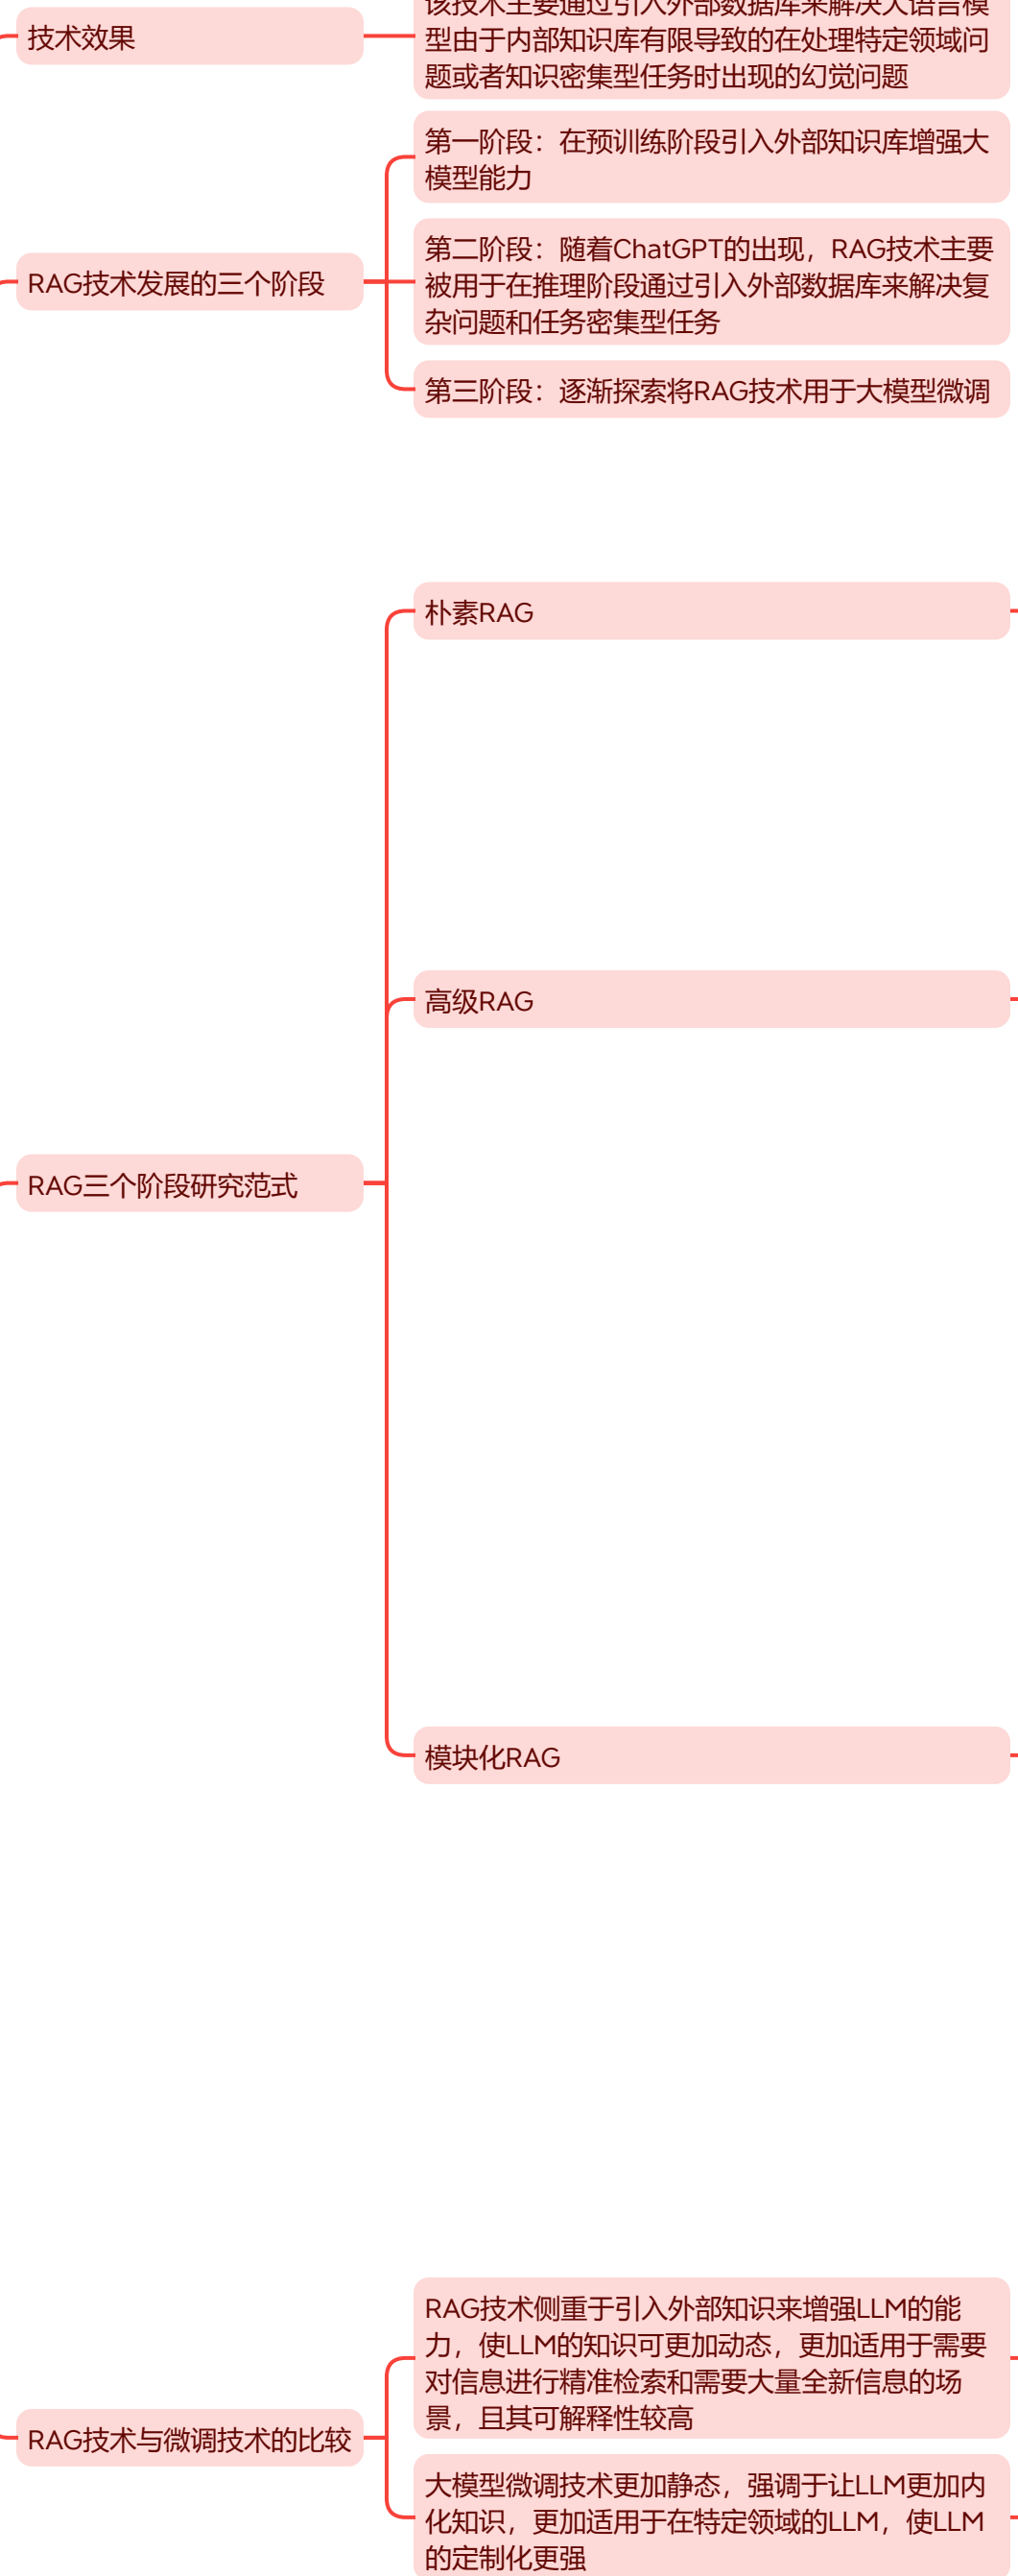 技术效果
该技术主要通过引入外部数据库来解决大语言模
型由于内部知识库有限导致的在处理特定领域问
题或者知识密集型任务时出现的幻觉问题
RAG技术发展的三个阶段
第一阶段：在预训练阶段引入外部知识库增强大
模型能力
第二阶段：随着ChatGPT的出现，RAG技术主要
被用于在推理阶段通过引入外部数据库来解决复
杂问题和任务密集型任务
第三阶段：逐渐探索将RAG技术用于大模型微调
RAG三个阶段研究范式
朴素RAG
高级RAG
模块化RAG
RAG技术与微调技术的比较
RAG技术侧重于引入外部知识来增强LLM的能
力，使LLM的知识可更加动态，更加适用于需要
对信息进行精准检索和需要大量全新信息的场
景，且其可解释性较高
大模型微调技术更加静态，强调于让LLM更加内
化知识，更加适用于在特定领域的LLM，使LLM
的定制化更强